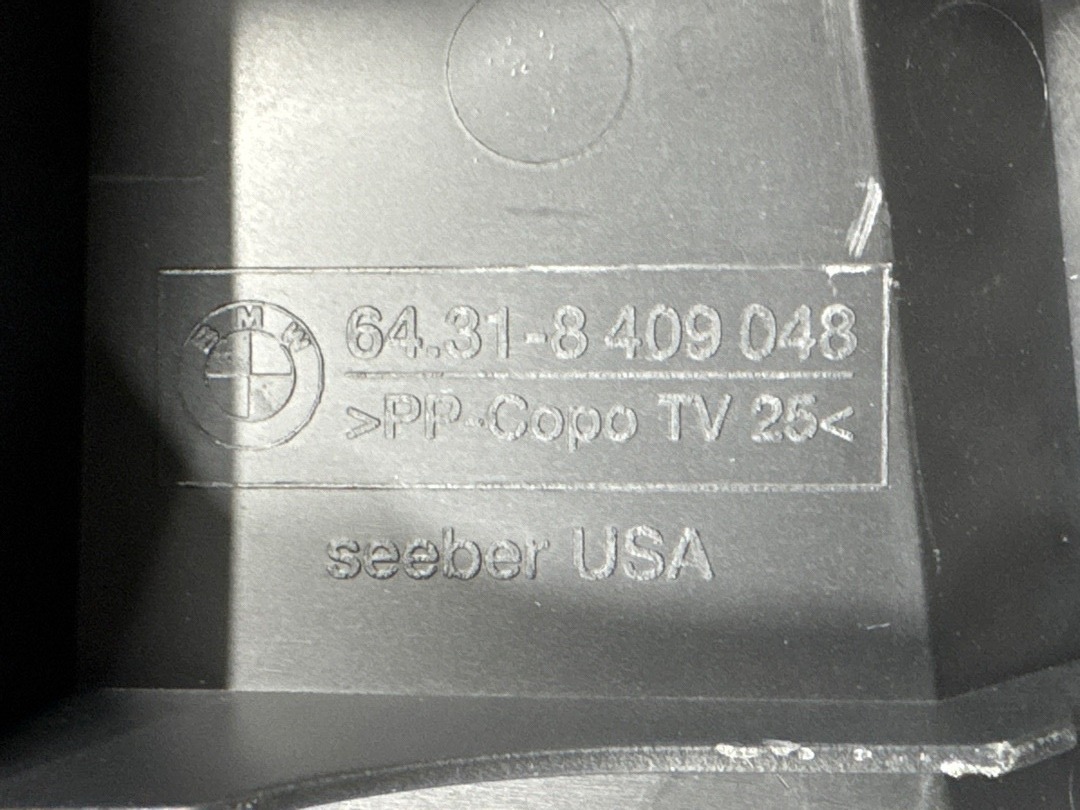 BMW
64.31-8 409 048
>PP-Copo TV 25<
seeber USA